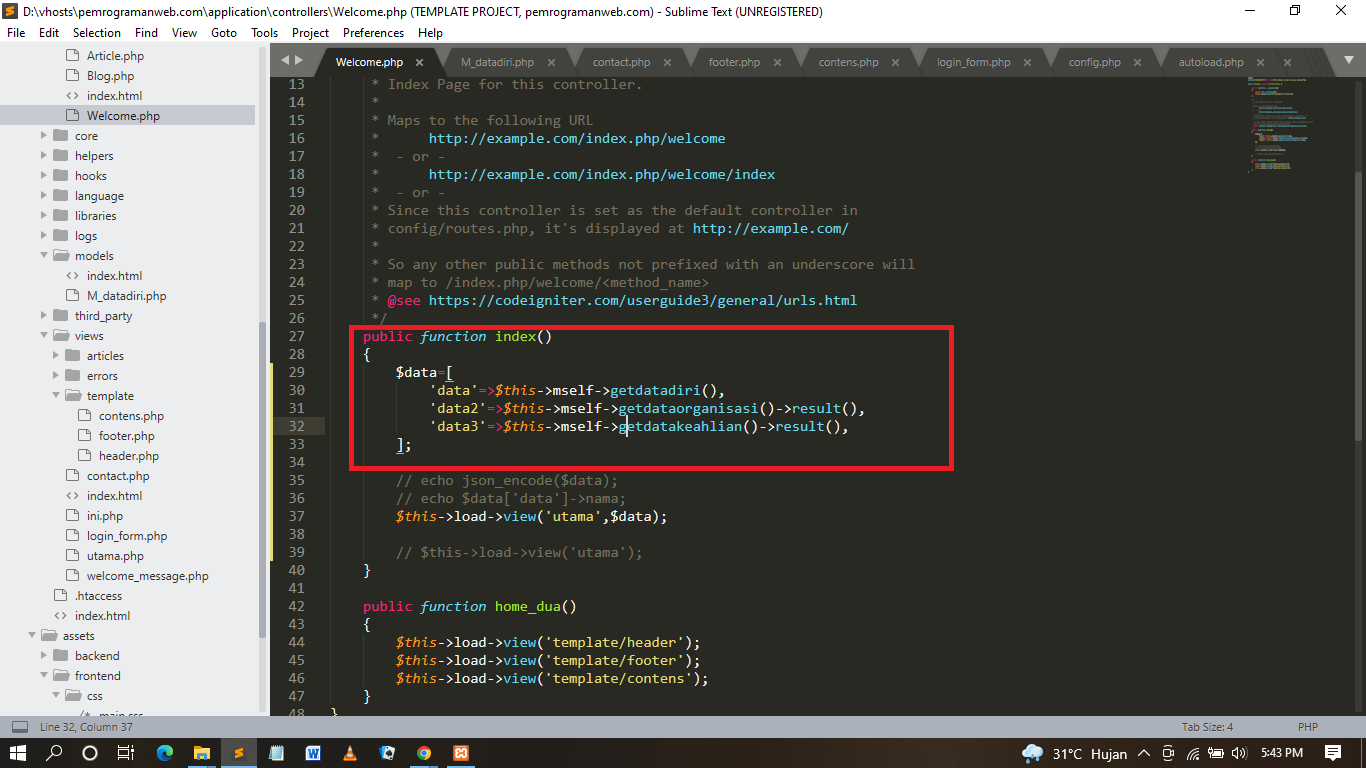 D:\vhosts\pemrogramanweb.com\application\controllers\Welcome.php (TEMPLATE PROJECT, pemrogramanweb.com) - Sublime Text (UNREGISTERED)
File Edit Selection Find View Goto Tools Project Preferences Help
Article.php
Blog.php
<> index.html
Welcome.php
core
helpers
hooks
language
libraries
logs
models
<> index.html
M_datadiri.php
third_party
views
articles
errors
template
contens.php
footer.php
header.php
contact.php
<> index.html
ini.php
login_form.php
utama.php
welcome_message.php
.htaccess
<> index.html
assets
backend
frontend
css
/* main.css
Welcome.php × M_datadiri.php × contact.php × footer.php × contens.php × login_form.php × config.php × autoload.php × ×
13 * Index Page for this controller.
14 *
15 * Maps to the following URL
16 * http://example.com/index.php/welcome
17 * - or -
18 * http://example.com/index.php/welcome/index
19 * - or -
20 * Since this controller is set as the default controller in
21 * config/routes.php, it's displayed at http://example.com/
22 *
23 * So any other public methods not prefixed with an underscore will
24 * map to /index.php/welcome/<method_name>
25 * @see https://codeigniter.com/userguide3/general/urls.html
26 */
27 public function index()
28 {
29 $data=[
30 'data'=>$this->mself->getdatadiri(),
31 'data2'=>$this->mself->getdataorganisasi()->result(),
32 'data3'=>$this->mself->getdatakeahlian()->result(),
33 ];
34
35 // echo json_encode($data);
36 // echo $data['data']->nama;
37 $this->load->view('utama',$data);
38
39 // $this->load->view('utama');
40 }
41
42 public function home_dua()
43 {
44 $this->load->view('template/header');
45 $this->load->view('template/footer');
46 $this->load->view('template/contens');
47 }
48 }
Line 32, Column 37
Tab Size: 4
PHP
31°C Hujan
5:43 PM